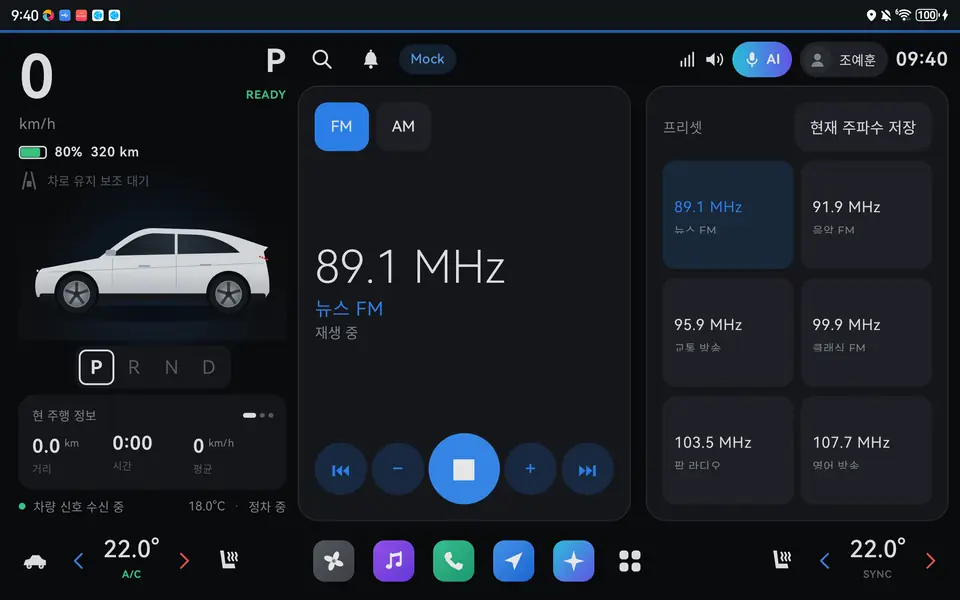 9:40
100
0
km/h
P
READY
80% 320 km
차로 유지 보조 대기
P R N D
현 주행 정보
0.0 km
거리
0:00
시간
0 km/h
평균
차량 신호 수신 중
18.0°C · 정차 중
Mock
AI
조예훈
09:40
FM
AM
89.1 MHz
뉴스 FM
재생 중
프리셋
현재 주파수 저장
89.1 MHz
뉴스 FM
91.9 MHz
음악 FM
95.9 MHz
교통 방송
99.9 MHz
클래식 FM
103.5 MHz
팝 라디오
107.7 MHz
영어 방송
22.0°
A/C
22.0°
SYNC